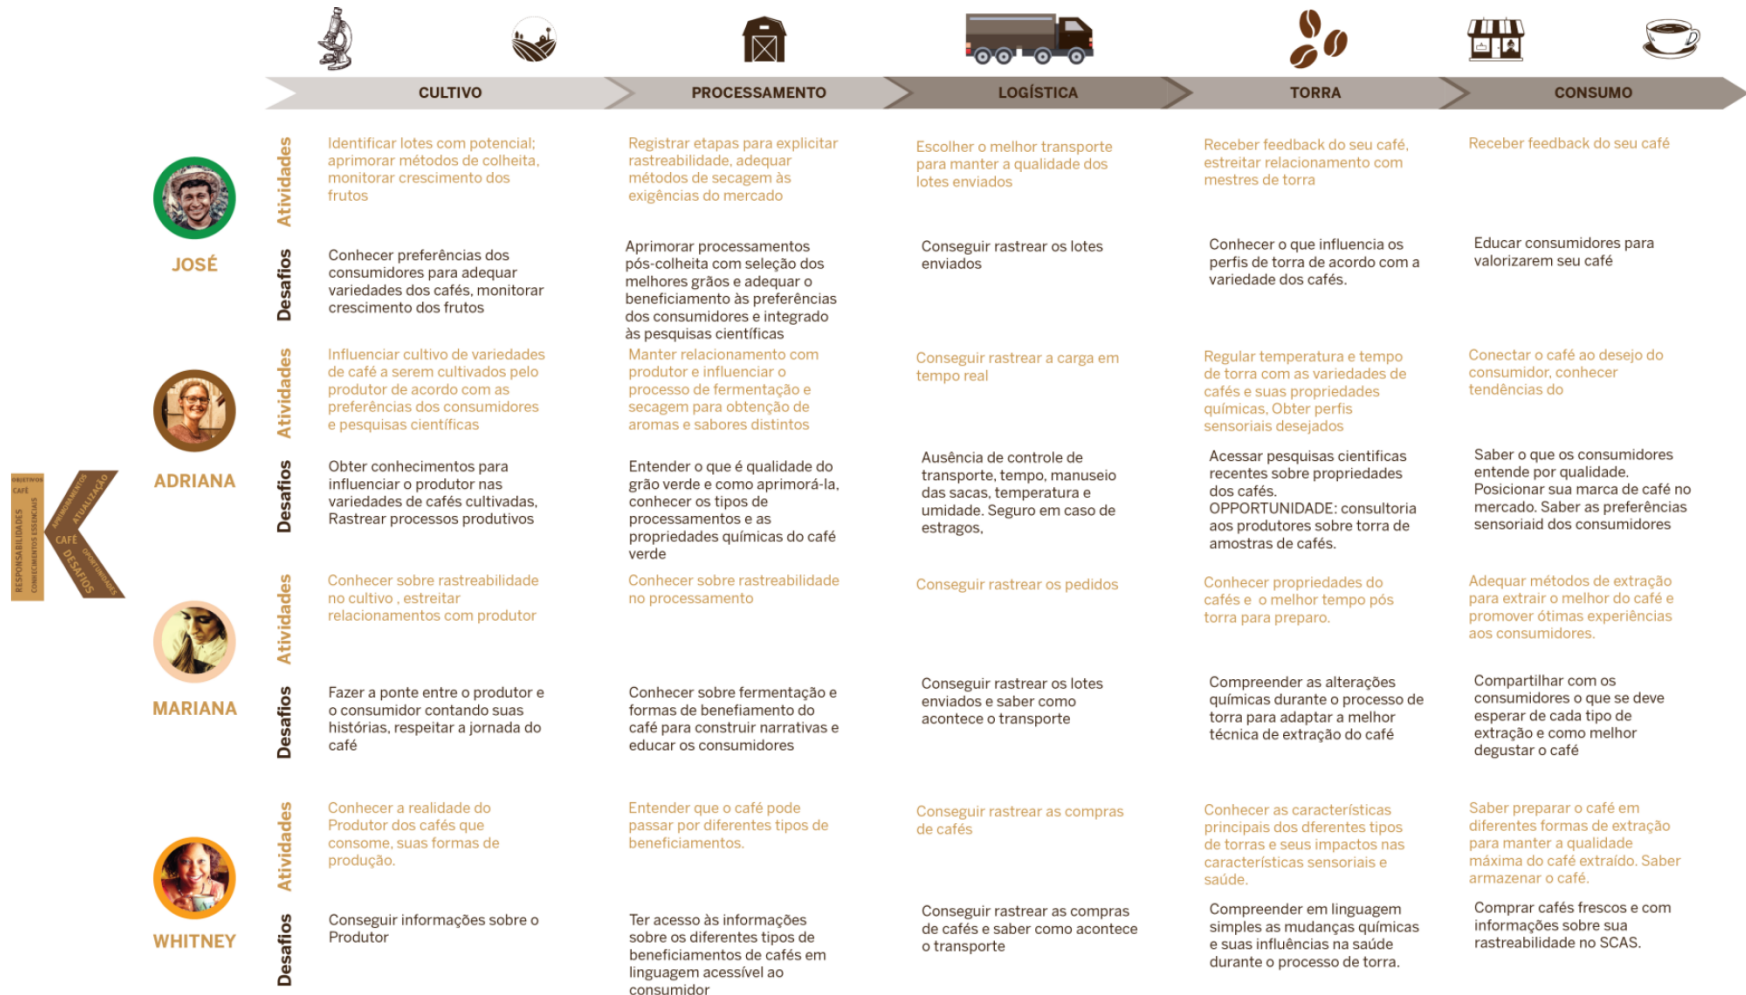 CULTIVO
PROCESSAMENTO
LOGÍSTICA
TORRA
CONSUMO
JOSÉ
Atividades
Identificar lotes com potencial;
aprimorar métodos de colheita,
monitorar crescimento dos
frutos
Registrar etapas para explicitar
rastreabilidade, adequar
métodos de secagem às
exigências do mercado
Escolher o melhor transporte
para manter a qualidade dos
lotes enviados
Receber feedback do seu café,
estreitar relacionamento com
mestres de torra
Receber feedback do seu café
Desafios
Conhecer preferências dos
consumidores para adequar
variedades dos cafés, monitorar
crescimento dos frutos
Aprimorar processamentos
pós-colheita com seleção dos
melhores grãos e adequar o
beneficiamento às preferências
dos consumidores e integrado
às pesquisas científicas
Conseguir rastrear os lotes
enviados
Conhecer o que influencia os
perfis de torra de acordo com a
variedade dos cafés.
Educar consumidores para
valorizarem seu café
ADRIANA
Atividades
Influenciar cultivo de variedades
de café a serem cultivados pelo
produtor de acordo com as
preferências dos consumidores
e pesquisas científicas
Manter relacionamento com
produtor e influenciar o
processo de fermentação e
secagem para obtenção de
aromas e sabores distintos
Conseguir rastrear a carga em
tempo real
Regular temperatura e tempo
de torra com as variedades de
cafés e suas propriedades
químicas, Obter perfis
sensoriais desejados
Conectar o café ao desejo do
consumidor, conhecer
tendências do
Desafios
Obter conhecimentos para
influenciar o produtor nas
variedades de cafés cultivadas,
Rastrear processos produtivos
Entender o que é qualidade do
grão verde e como aprimorá-la,
conhecer os tipos de
processamentos e as
propriedades químicas do café
verde
Ausência de controle de
transporte, tempo, manuseio
das sacas, temperatura e
umidade. Seguro em caso de
estragos,
Acessar pesquisas cientificas
recentes sobre propriedades
dos cafés.
OPORTUNIDADE: consultoria
aos produtores sobre torra de
amostras de cafés.
Saber o que os consumidores
entende por qualidade.
Posicionar sua marca de café no
mercado. Saber as preferências
sensoriaid dos consumidores
OBJETIVOS
CAFÉ
RESPONSABILIDADES
CONHECIMENTOS ESSENCIAIS
APRIMORAMENTOS
ATUALIZAÇÃO
CAFÉ
DESAFIOS
OPORTUNIDADES
MARIANA
Atividades
Conhecer sobre rastreabilidade
no cultivo , estreitar
relacionamentos com produtor
Conhecer sobre rastreabilidade
no processamento
Conseguir rastrear os pedidos
Conhecer propriedades do
cafés e o melhor tempo pós
torra para preparo.
Adequar métodos de extração
para extrair o melhor do café e
promover ótimas experiências
aos consumidores.
Desafios
Fazer a ponte entre o produtor e
o consumidor contando suas
histórias, respeitar a jornada do
café
Conhecer sobre fermentação e
formas de benefiamento do
café para construir narrativas e
educar os consumidores
Conseguir rastrear os lotes
enviados e saber como
acontece o transporte
Compreender as alterações
químicas durante o processo de
torra para adaptar a melhor
técnica de extração do café
Compartilhar com os
consumidores o que se deve
esperar de cada tipo de
extração e como melhor
degustar o café
WHITNEY
Atividades
Conhecer a realidade do
Produtor dos cafés que
consome, suas formas de
produção.
Entender que o café pode
passar por diferentes tipos de
beneficiamentos.
Conseguir rastrear as compras
de cafés
Conhecer as características
principais dos dferentes tipos
de torras e seus impactos nas
características sensoriais e
saúde.
Saber preparar o café em
diferentes formas de extração
para manter a qualidade
máxima do café extraído. Saber
armazenar o café.
Desafios
Conseguir informações sobre o
Produtor
Ter acesso às informações
sobre os diferentes tipos de
beneficiamentos de cafés em
linguagem acessível ao
consumidor
Conseguir rastrear as compras
de cafés e saber como acontece
o transporte
Compreender em linguagem
simples as mudanças químicas
e suas influências na saúde
durante o processo de torra.
Comprar cafés frescos e com
informações sobre sua
rastreabilidade no SCAS.